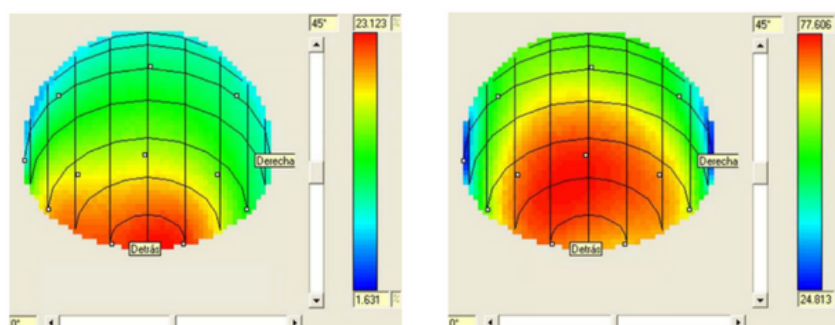 45°
23.123 %
Derecha
Detrás
1.631 %
0°
45°
77.606
Derecha
Detrás
24.813
0°